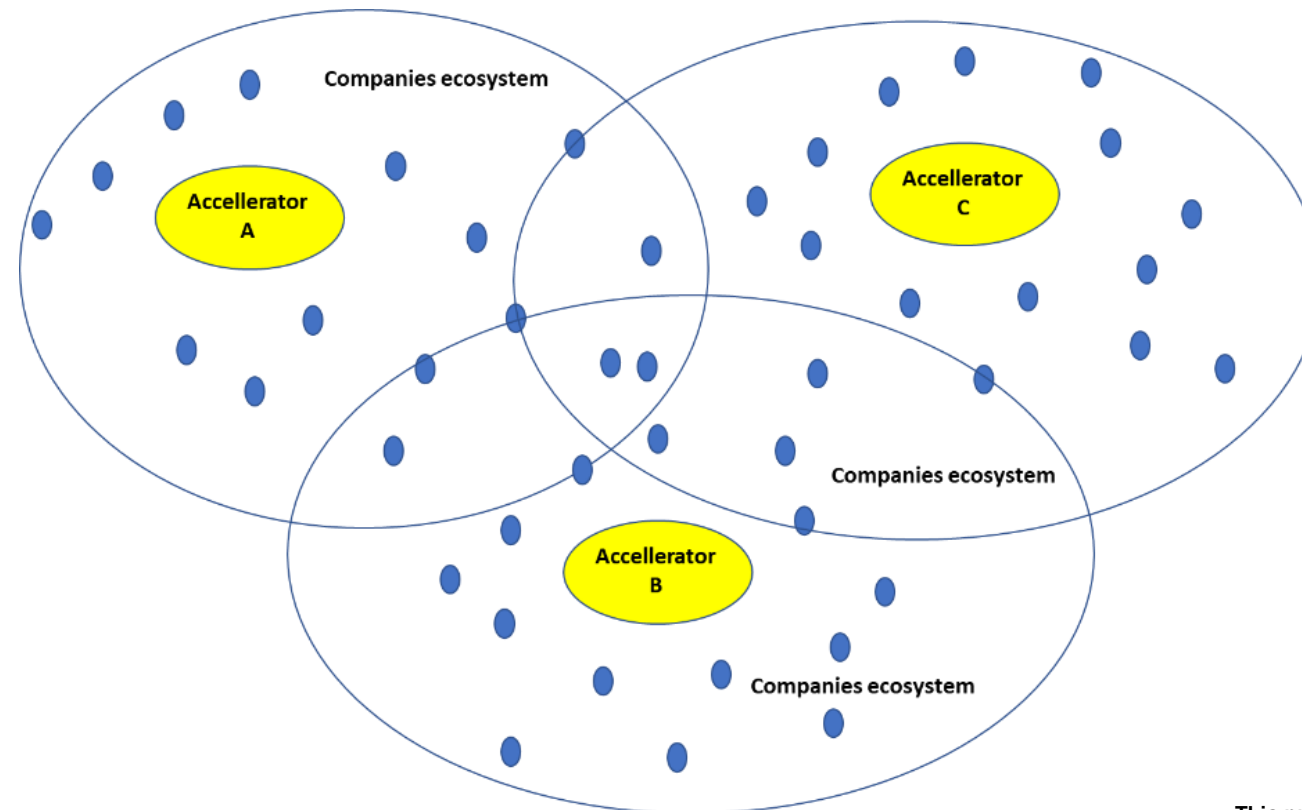 Companies ecosystem
Accellerator
A
Accellerator
C
Companies ecosystem
Accellerator
B
Companies ecosystem